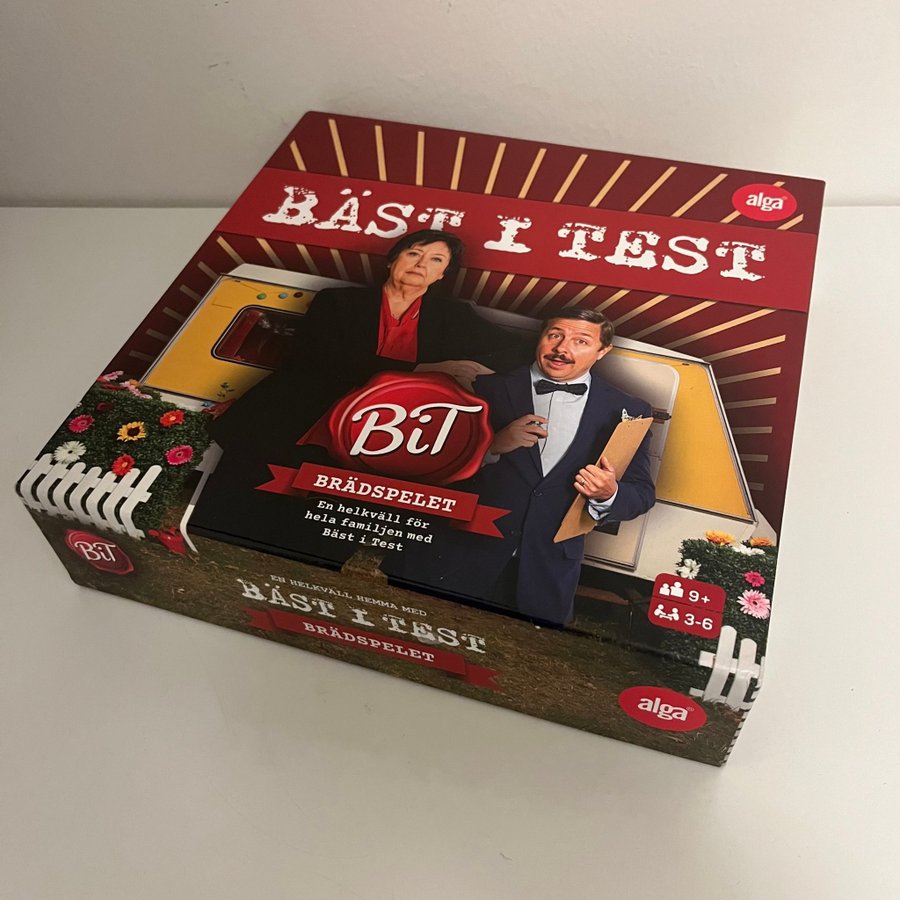 alga®
BÄST I TEST
BiT
BRÄDSPELET
En helkväll för
hela familjen med
Bäst i Test
9+
3-6
BiT
EN HELKVÄLL HEMMA MED
BÄST I TEST
BRÄDSPELET
alga®